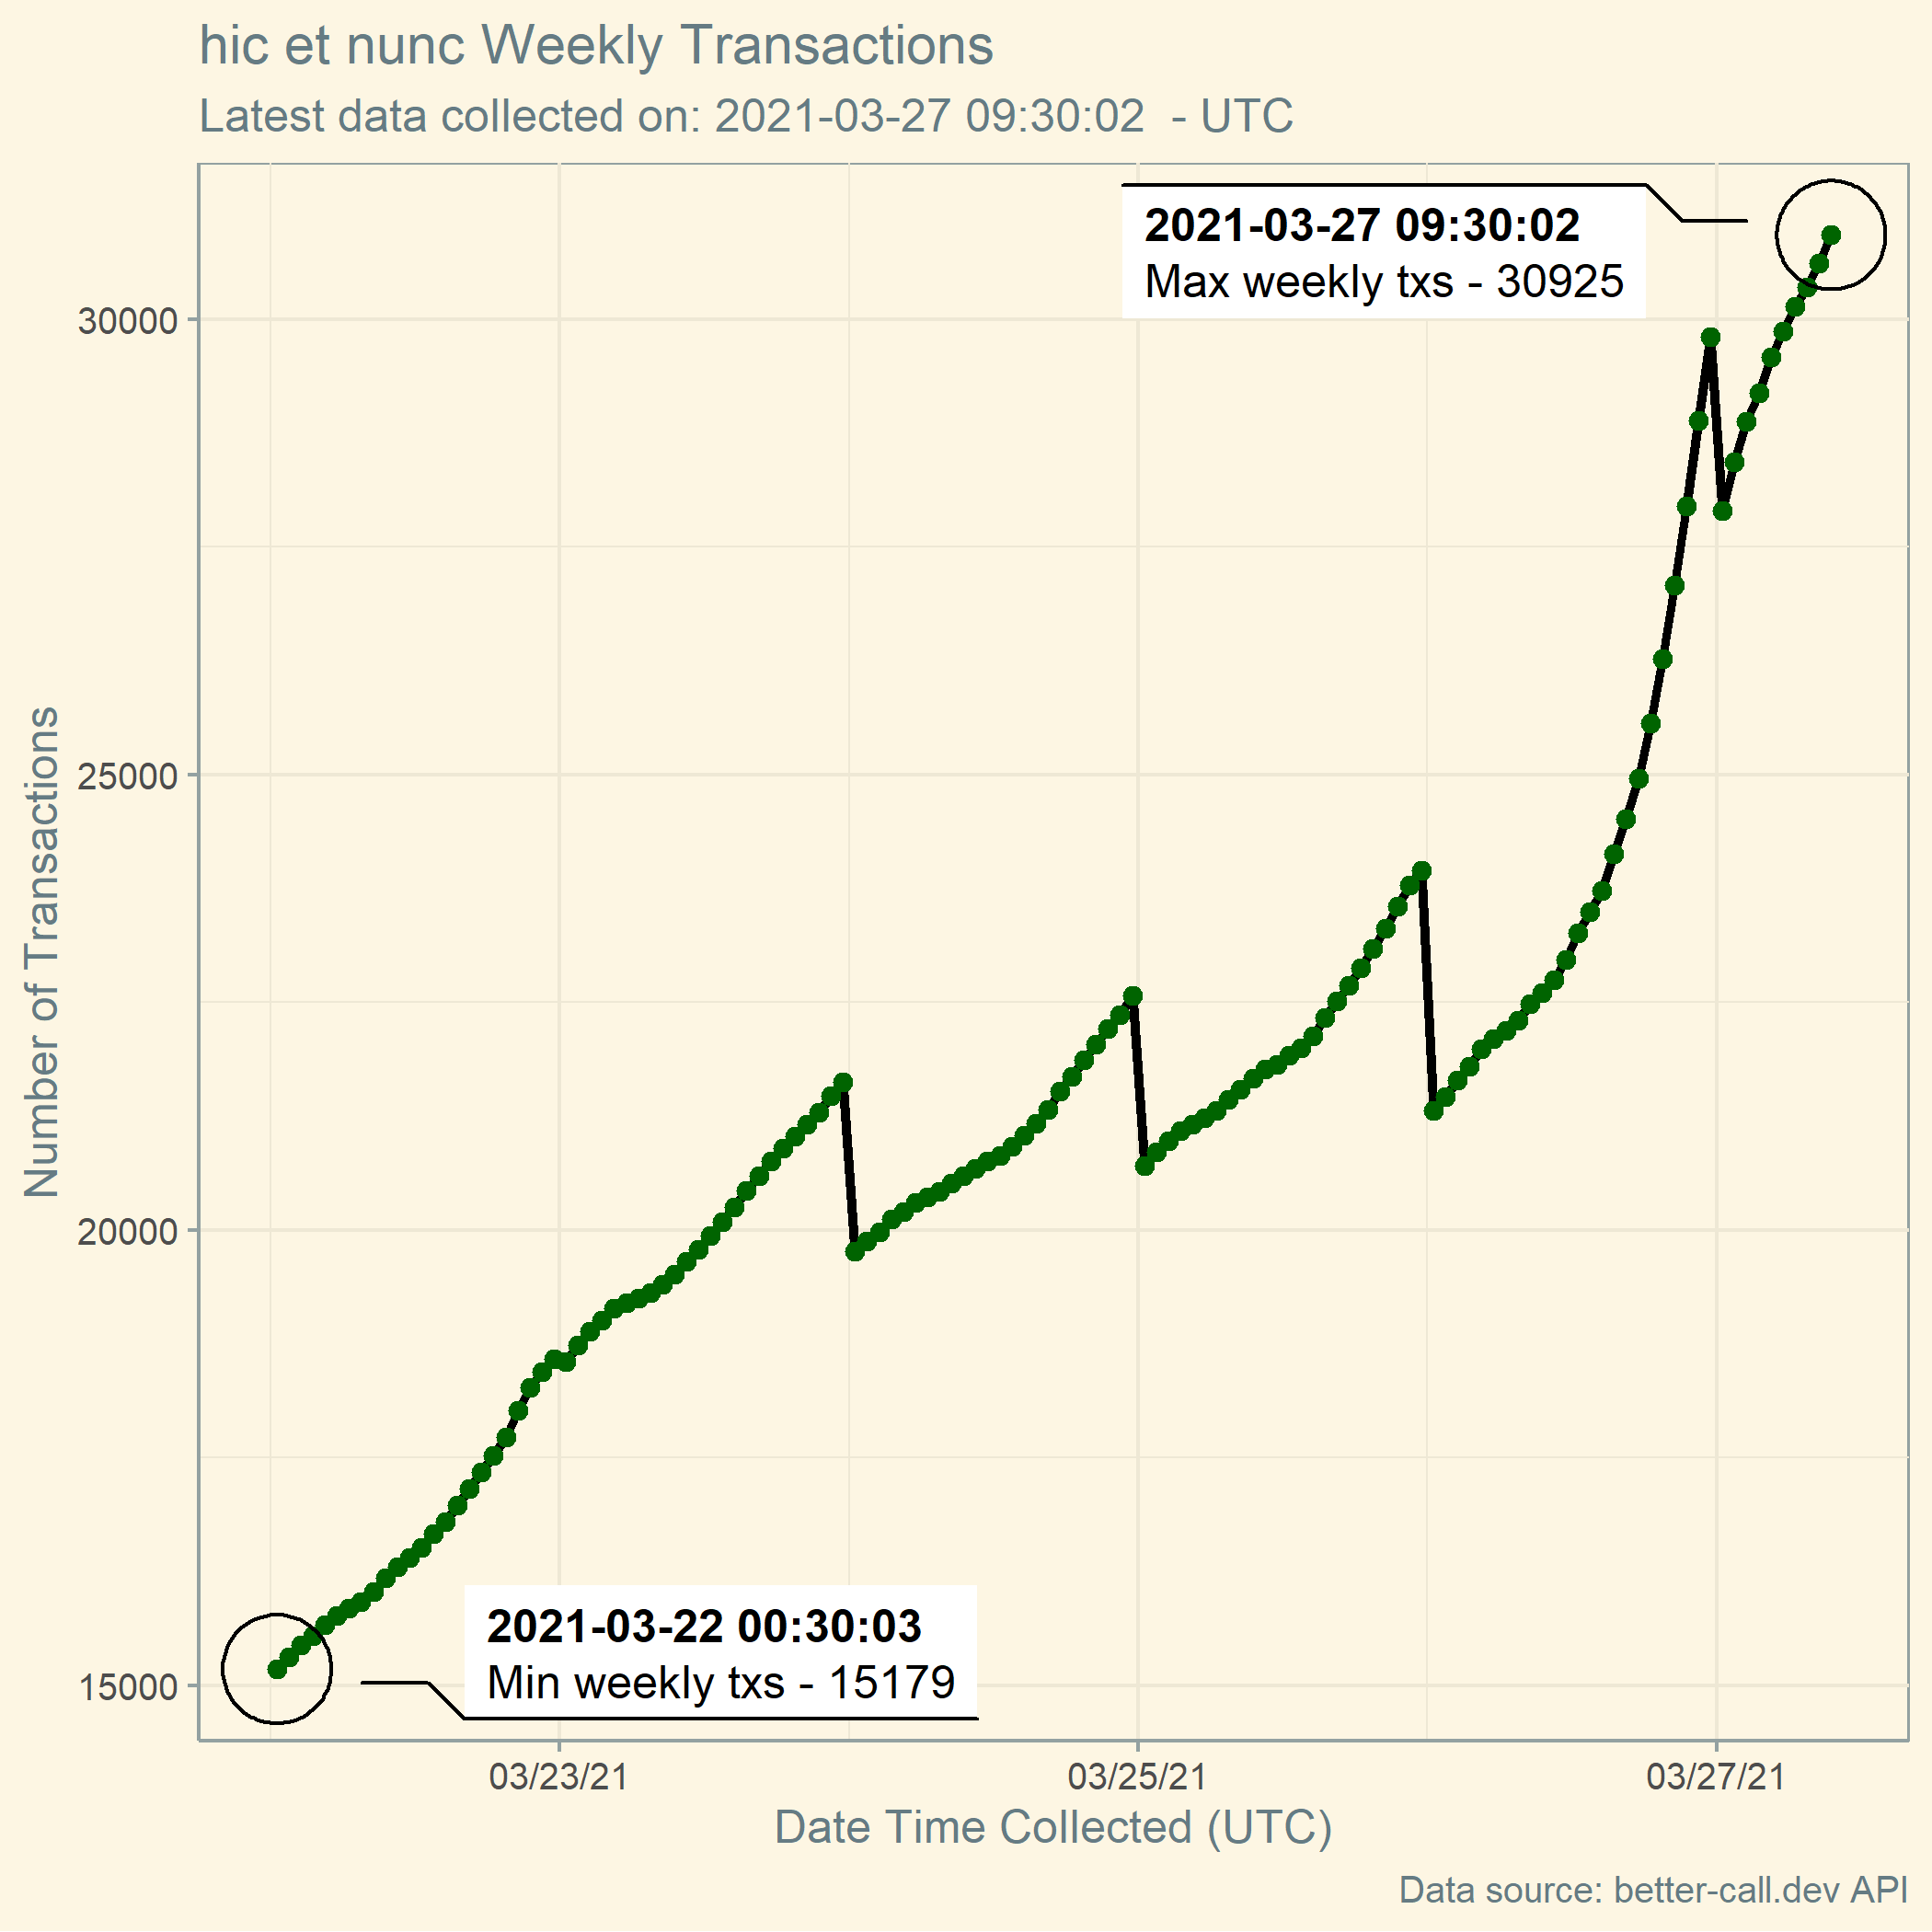 hic et nunc Weekly Transactions
Latest data collected on: 2021-03-27 09:30:02  - UTC
2021-03-27 09:30:02
Max weekly txs - 30925
30000
25000
20000
15000
Number of Transactions
2021-03-22 00:30:03
Min weekly txs - 15179
03/23/21
03/25/21
03/27/21
Date Time Collected (UTC)
Data source: better-call.dev API